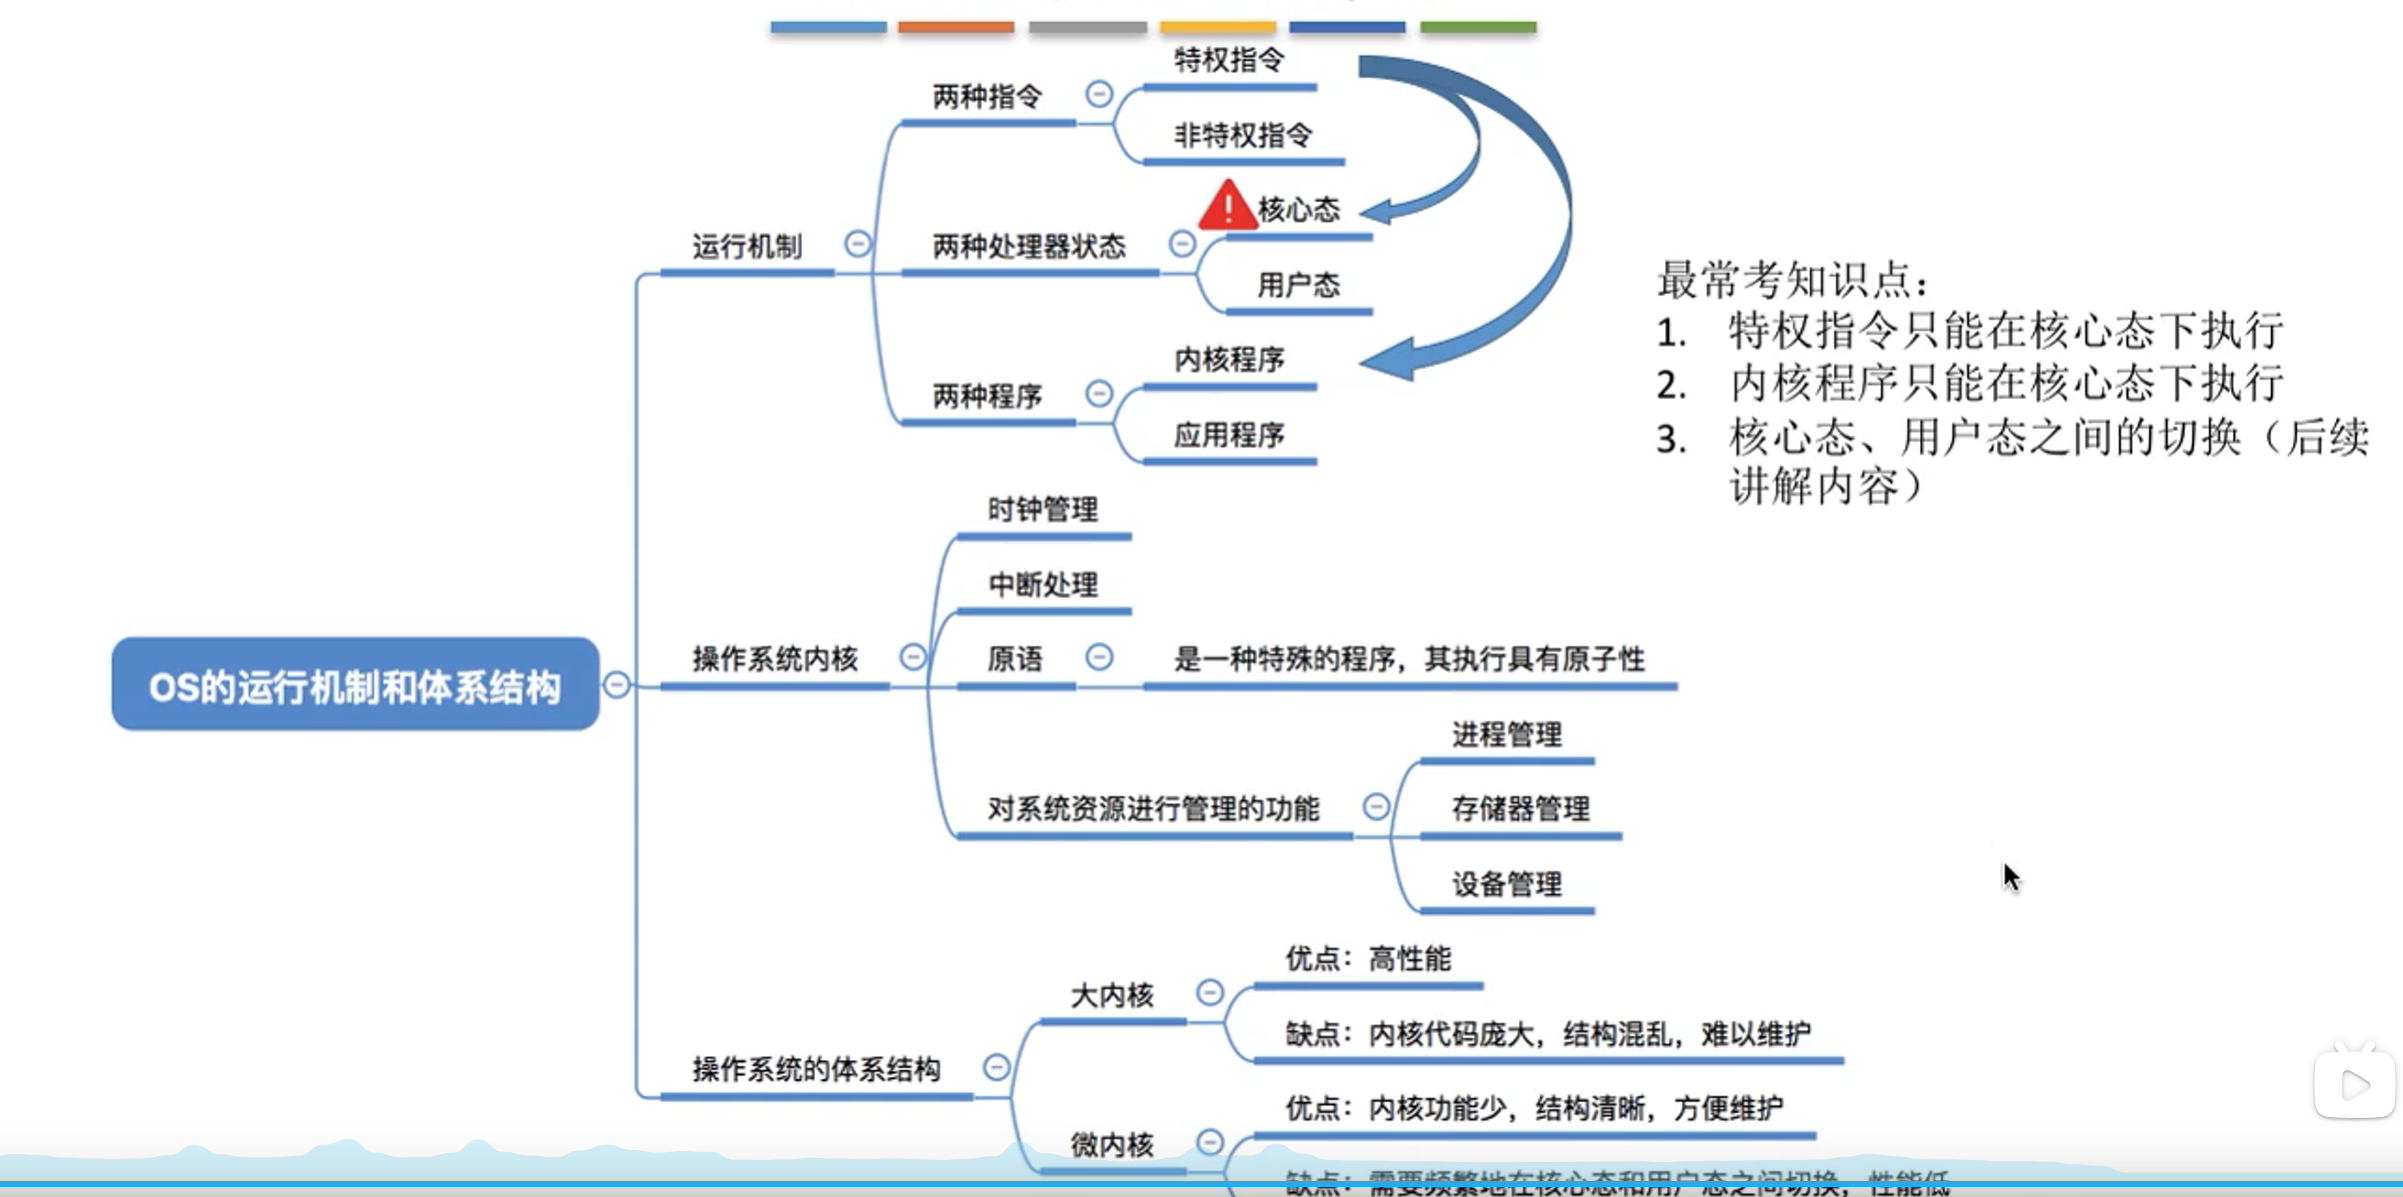 特权指令
两种指令
非特权指令
核心态
运行机制
两种处理器状态
用户态
内核程序
两种程序
应用程序
最常考知识点：
1. 特权指令只能在核心态下执行
2. 内核程序只能在核心态下执行
3. 核心态、用户态之间的切换（后续
讲解内容）
时钟管理
中断处理
操作系统内核
原语
是一种特殊的程序，其执行具有原子性
OS的运行机制和体系结构
进程管理
对系统资源进行管理的功能
存储器管理
设备管理
优点：高性能
大内核
缺点：内核代码庞大，结构混乱，难以维护
操作系统的体系结构
优点：内核功能少，结构清晰，方便维护
微内核
缺点：需要频繁地在核心态和用户态之间切换，性能低